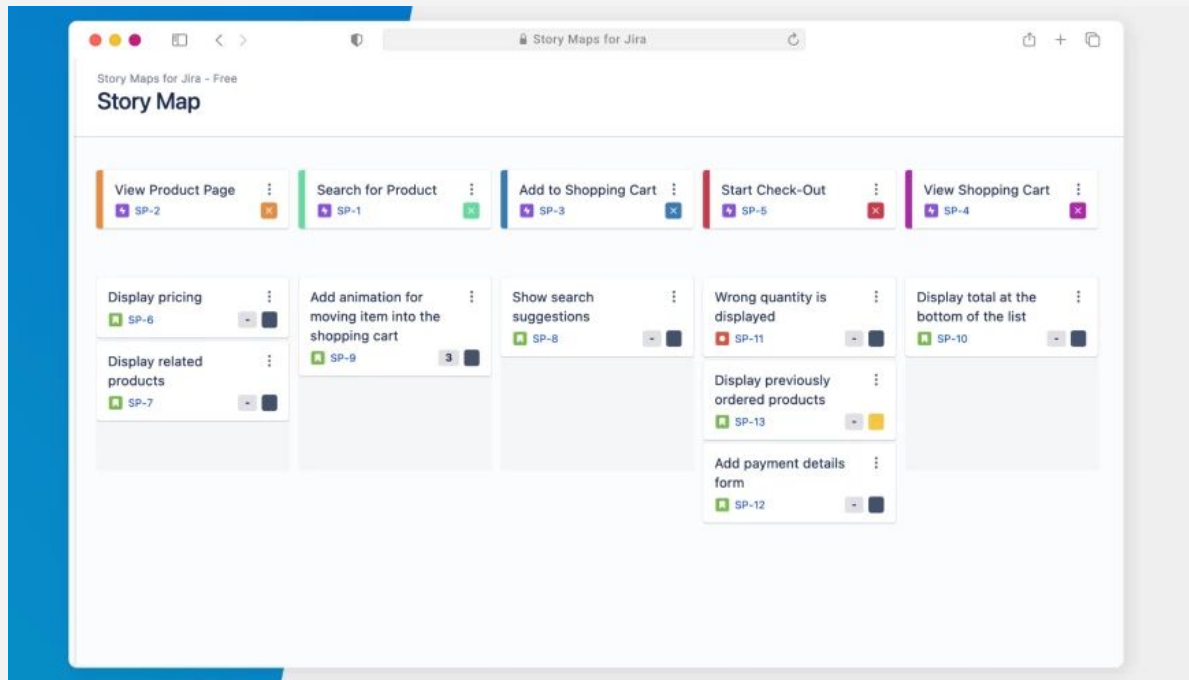 Story Maps for Jira
Story Maps for Jira - Free
Story Map
View Product Page
SP-2
Search for Product
SP-1
Add to Shopping Cart
SP-3
Start Check-Out
SP-5
View Shopping Cart
SP-4
Display pricing
SP-6
-
Display related
products
SP-7
-
Add animation for
moving item into the
shopping cart
SP-9
3
Show search
suggestions
SP-8
-
Wrong quantity is
displayed
SP-11
-
Display previously
ordered products
SP-13
-
Add payment details
form
SP-12
-
Display total at the
bottom of the list
SP-10
-